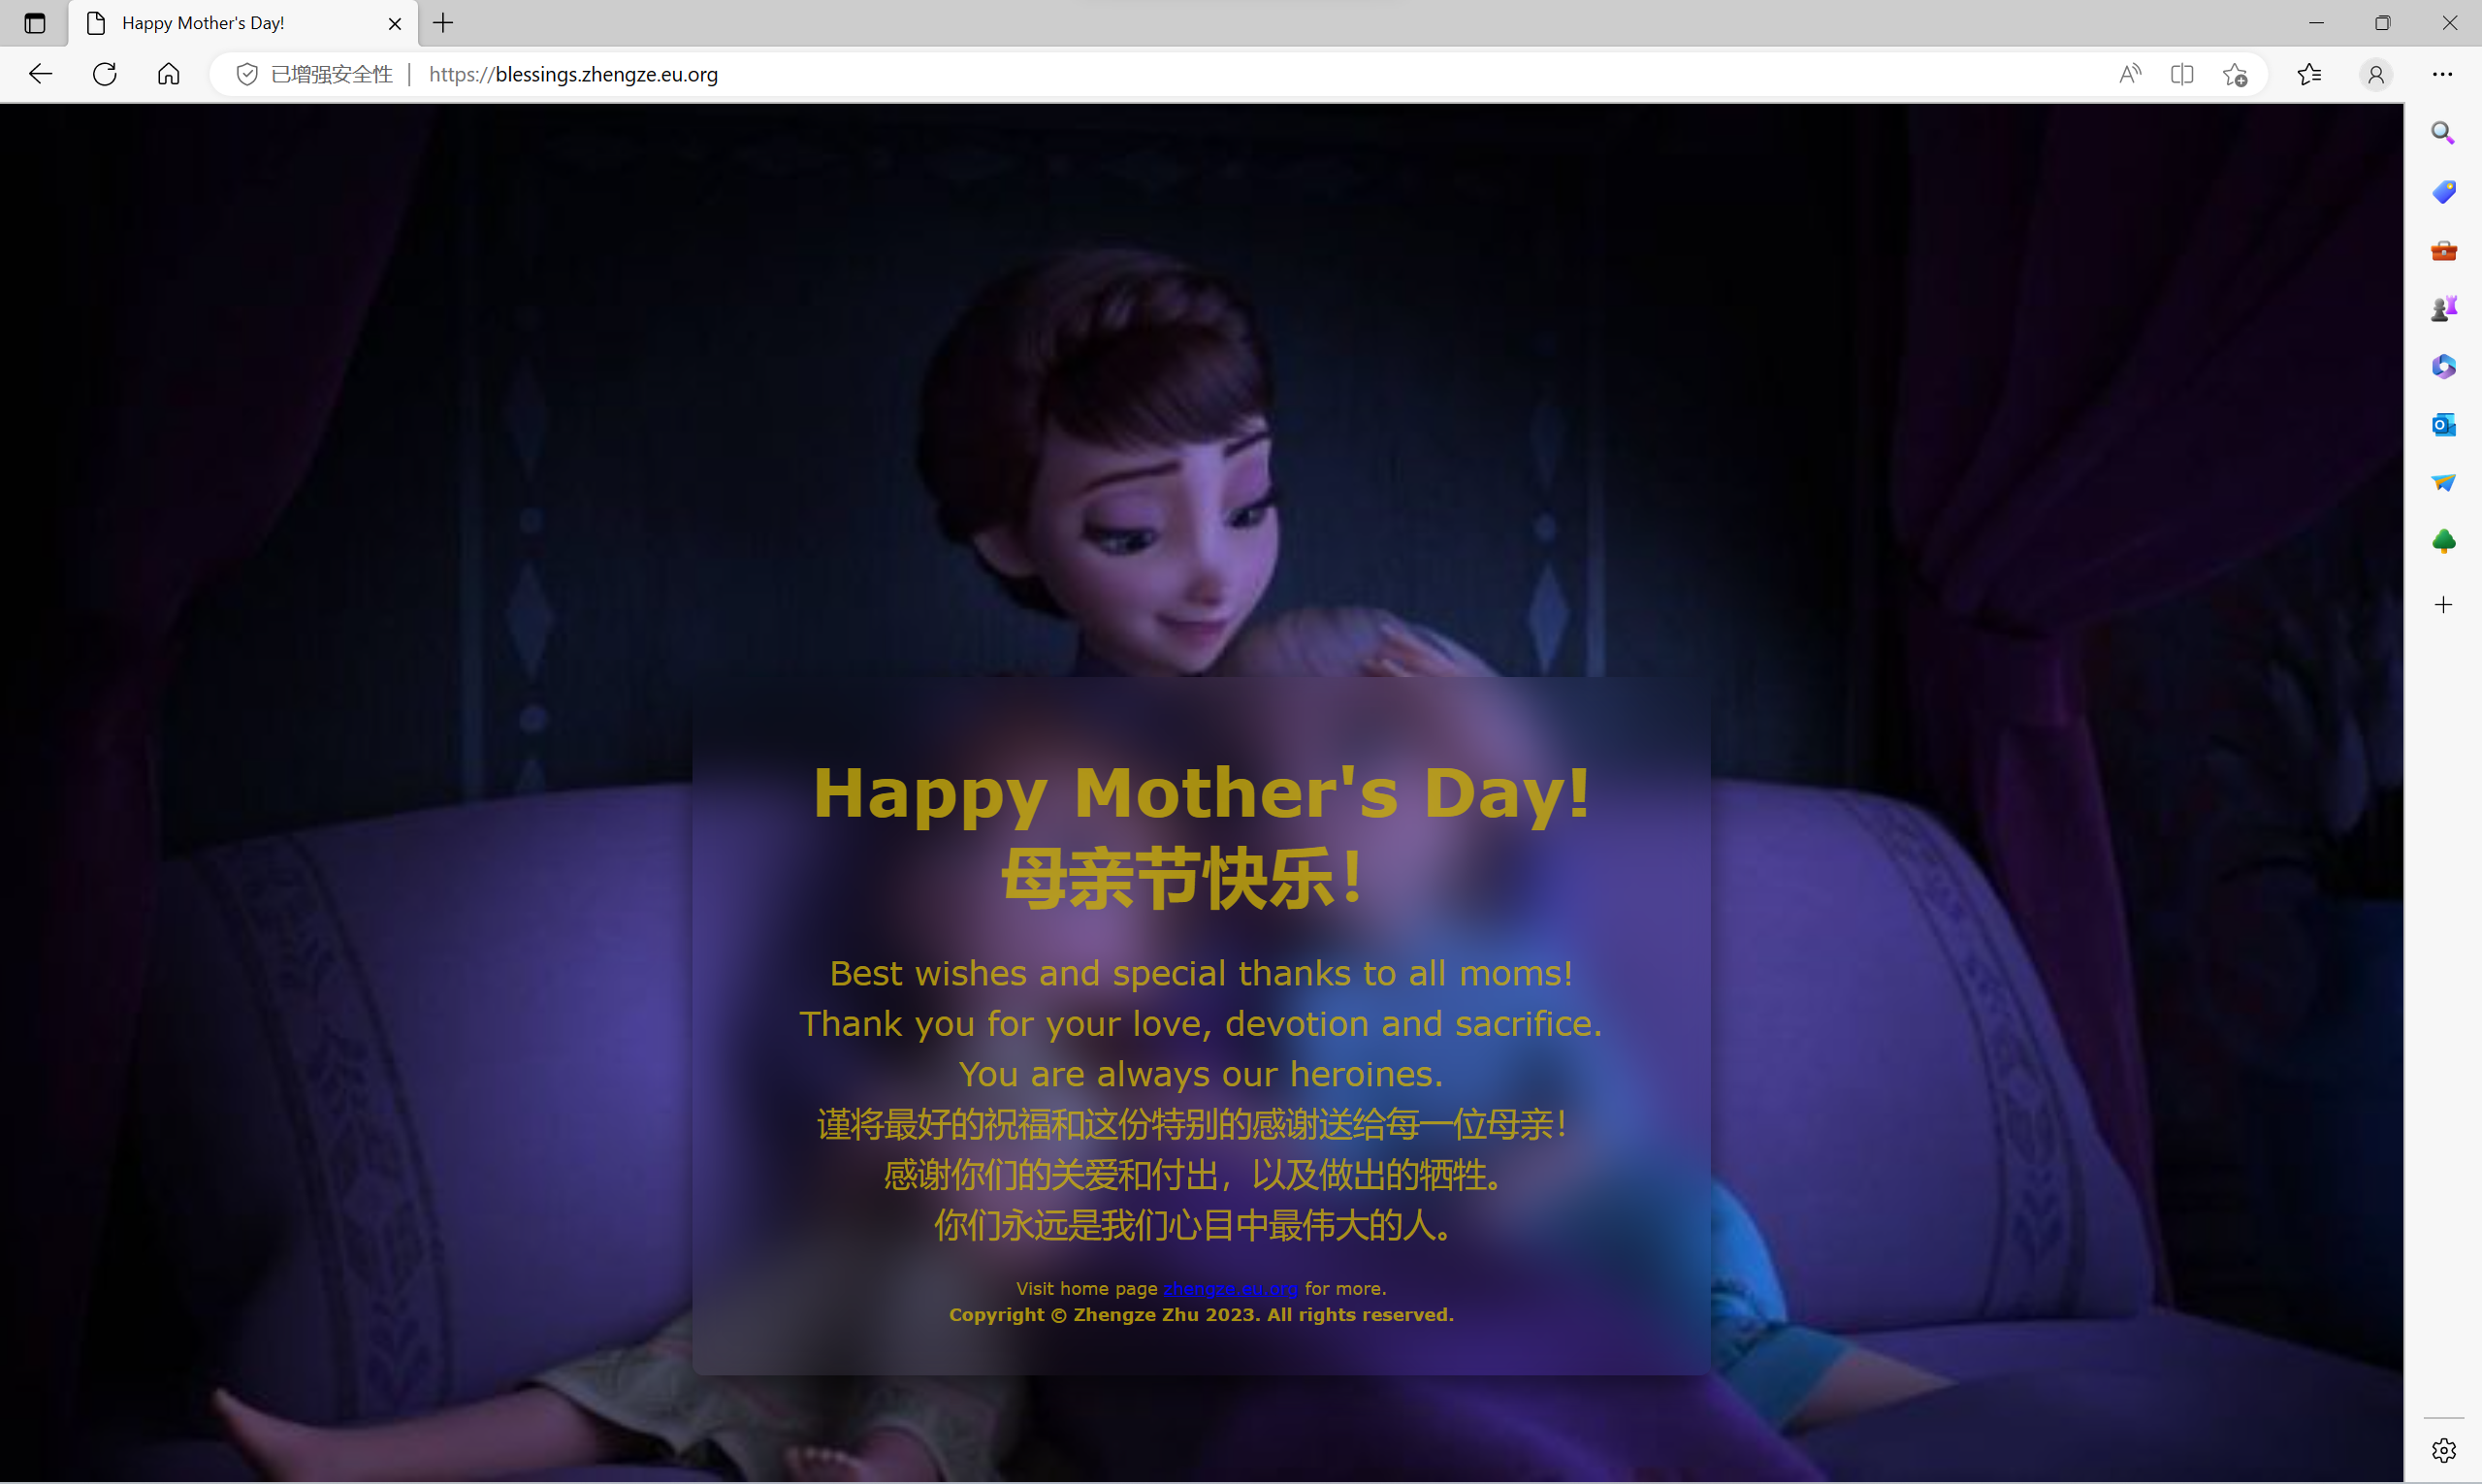 Happy Mother's Day!
已增强安全性
https://blessings.zhengze.eu.org
Happy Mother's Day!
母亲节快乐！
Best wishes and special thanks to all moms!
Thank you for your love, devotion and sacrifice.
You are always our heroines.
谨将最好的祝福和这份特别的感谢送给每一位母亲！
感谢你们的关爱和付出，以及做出的牺牲。
你们永远是我们心目中最伟大的人。
Visit home page zhengze.eu.org for more.
Copyright © Zhengze Zhu 2023. All rights reserved.